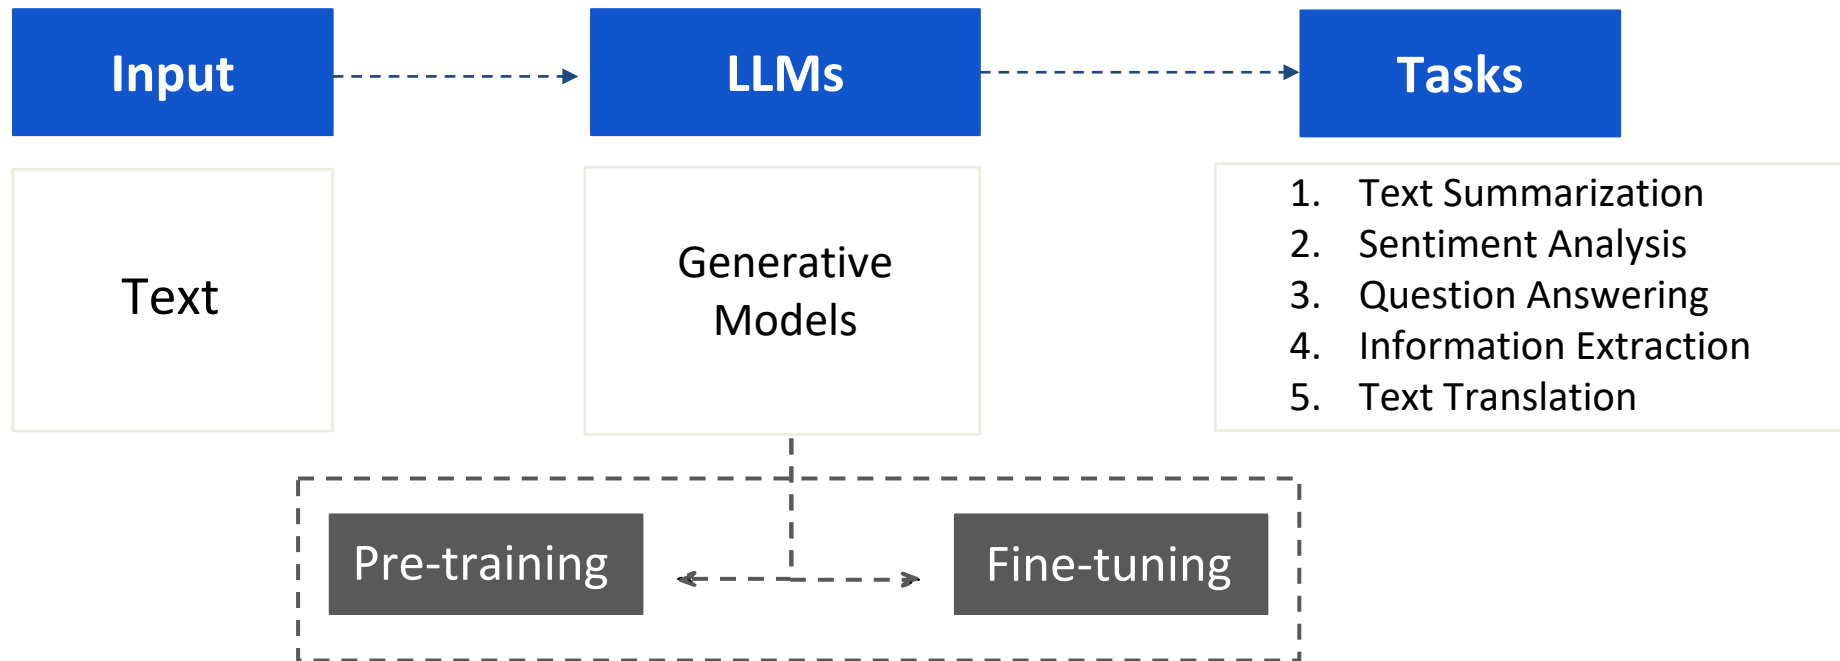 Input
LLMs
Tasks
Text
Generative
Models
1. Text Summarization
2. Sentiment Analysis
3. Question Answering
4. Information Extraction
5. Text Translation
Pre-training
Fine-tuning